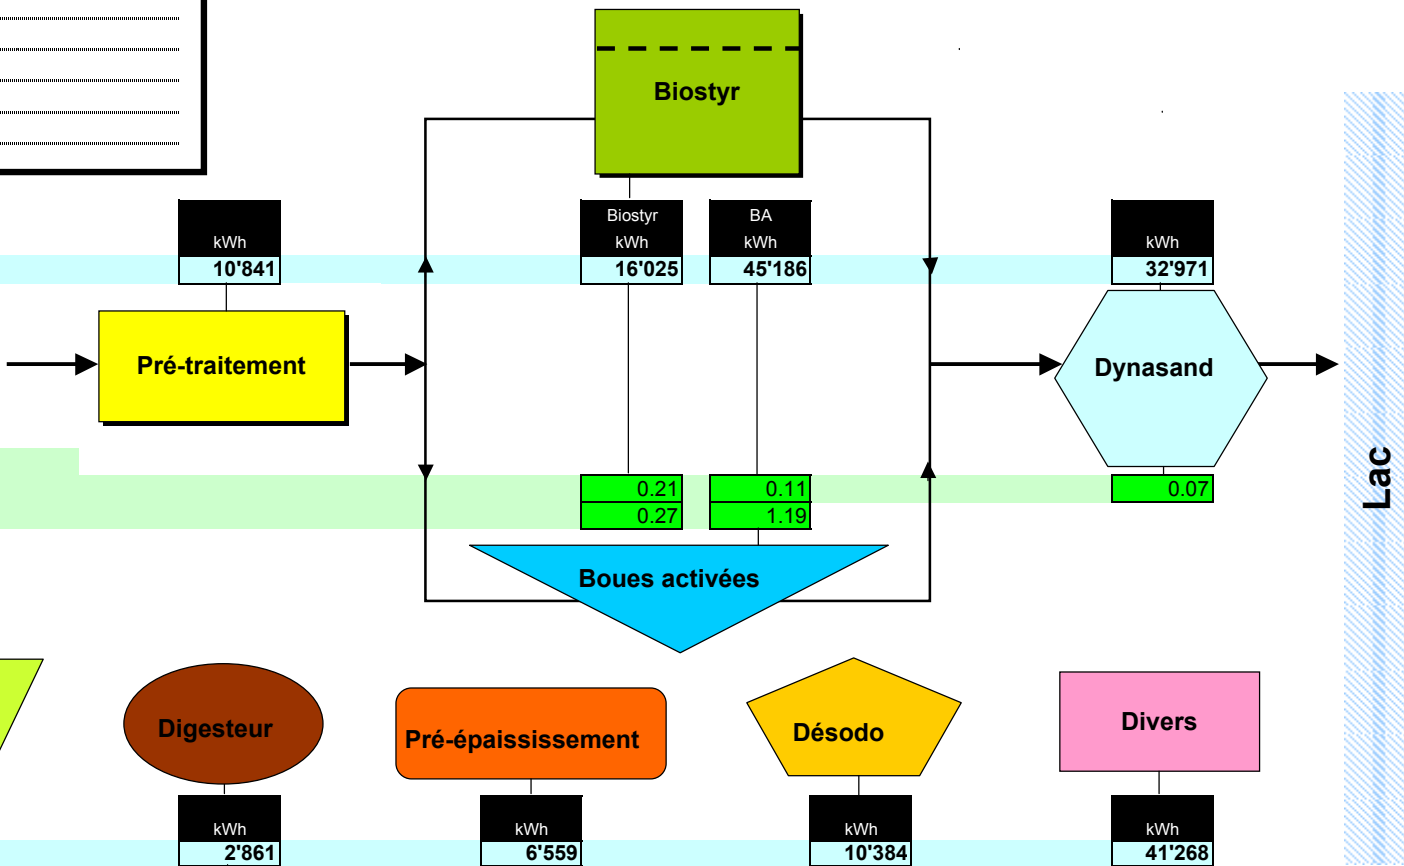 Biostyr
kWh
10'841
Biostyr
kWh
16'025
BA
kWh
45'186
kWh
32'971
Pré-traitement
Dynasand
0.21
0.27
0.11
1.19
0.07
Lac
Boues activées
Digesteur
Pré-épaississement
Désodo
Divers
kWh
2'861
kWh
6'559
kWh
10'384
kWh
41'268